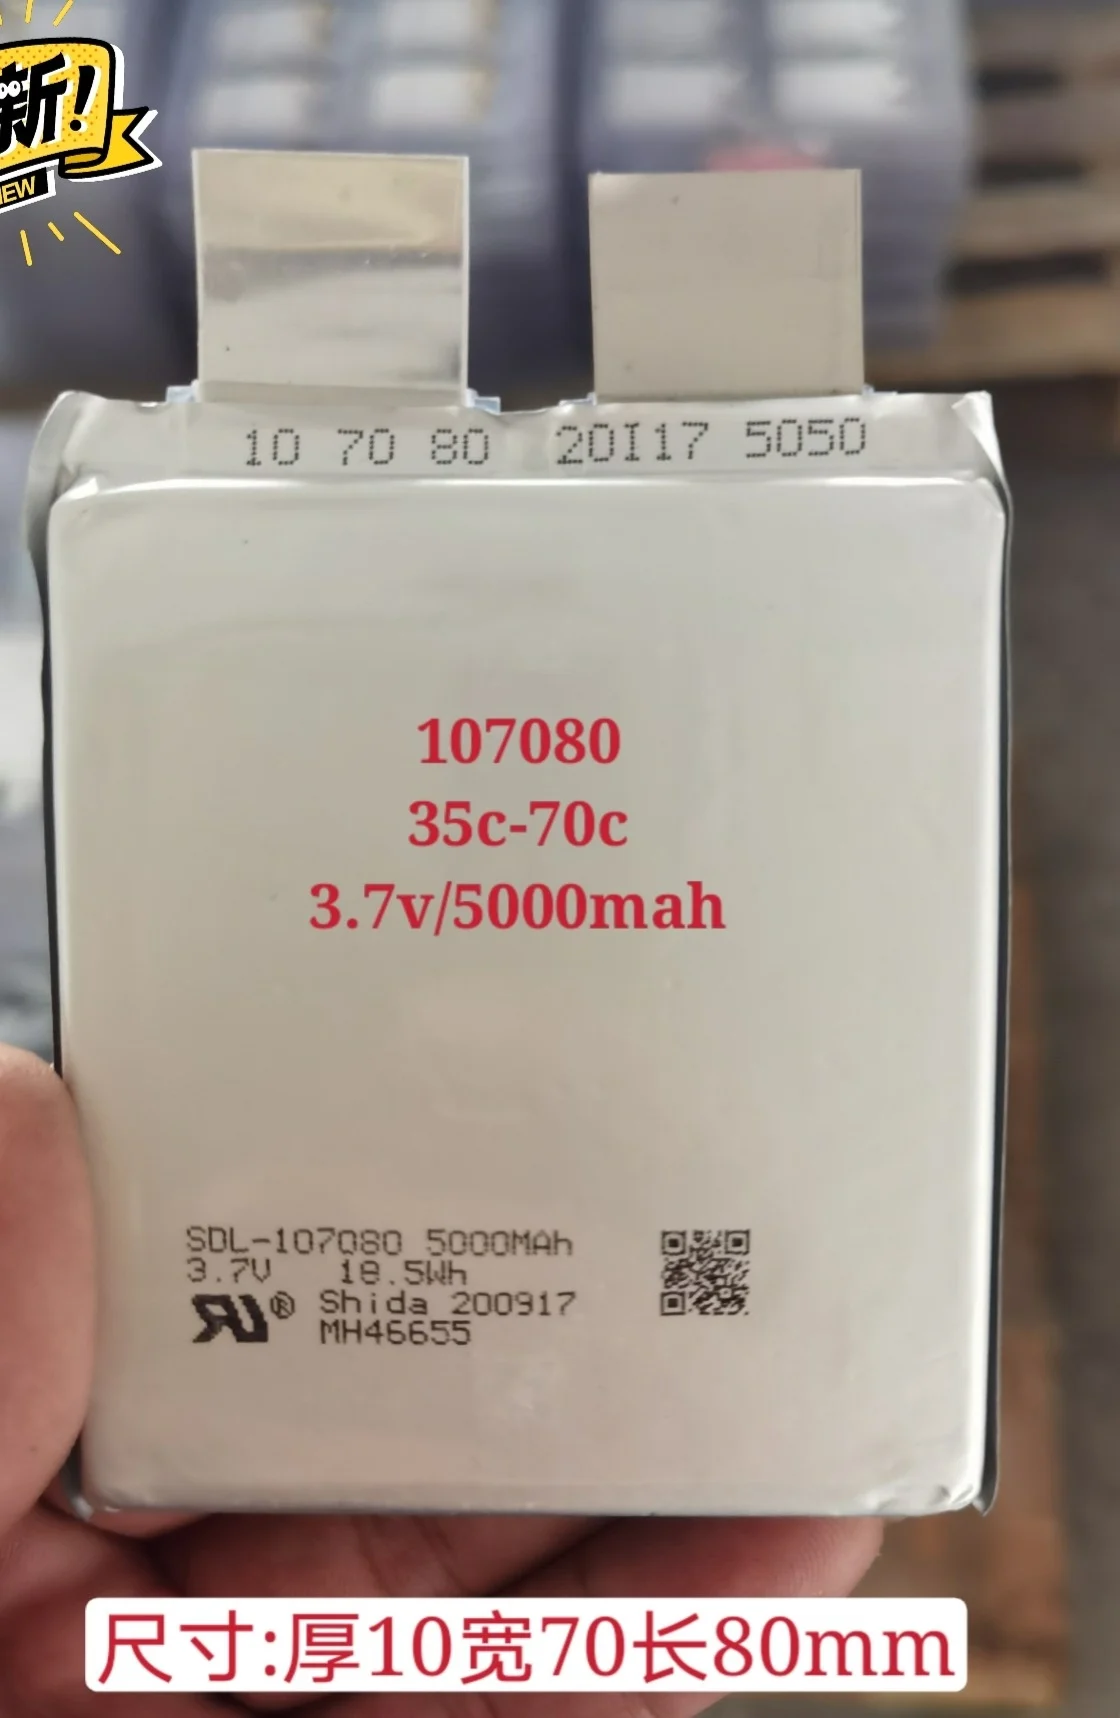 新!
NEW
10 70 80 20I17 5050
107080
35c-70c
3.7v/5000mah
SDL-107080 5000MAh
3.7V 18.5Wh
®
Shida 200917
MH46655
尺寸:厚10宽70长80mm